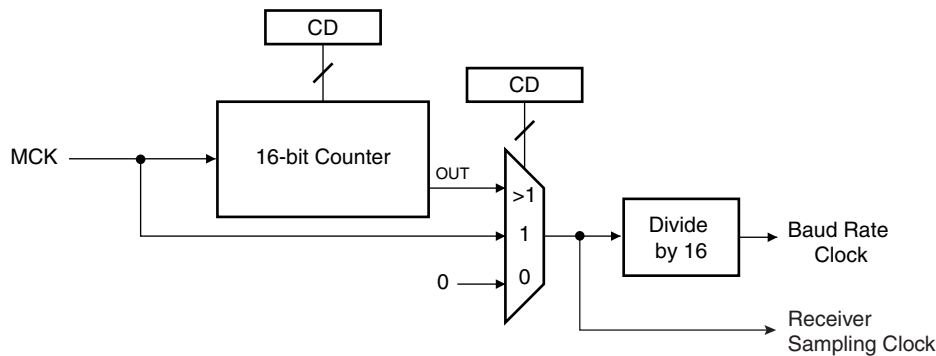 CD
CD
MCK
16-bit Counter
OUT
>1
1
0
0
Divide
by 16
Baud Rate
Clock
Receiver
Sampling Clock